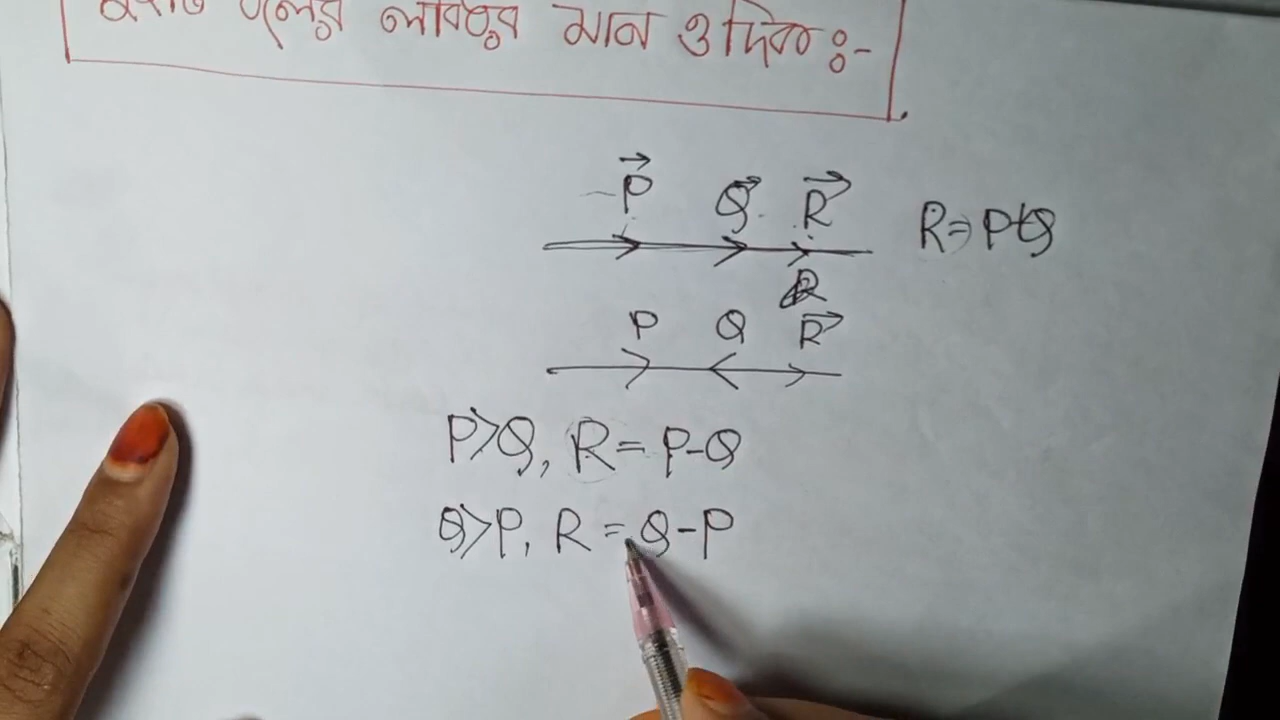 বলের লব্ধির মান ও দিক :-
P⃗ Q⃗ R⃗ R = P+Q
R
P Q R⃗
P>Q, R = P-Q
Q>P, R = Q-P